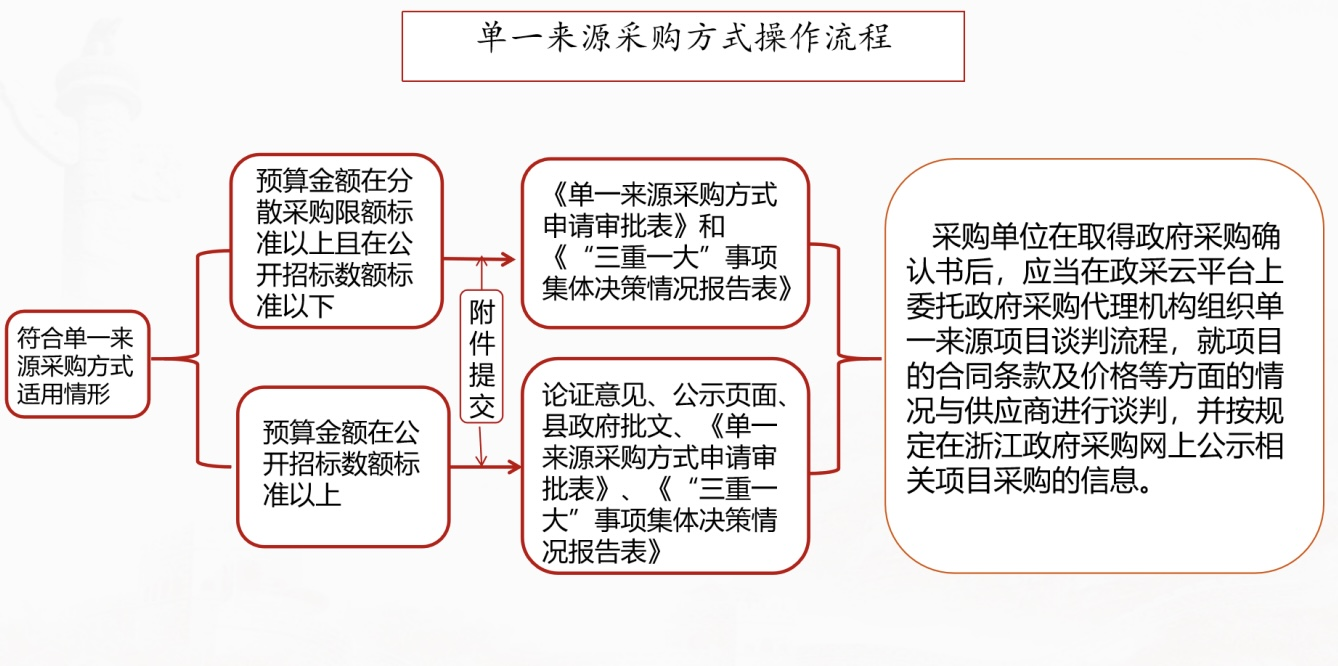 单一来源采购方式操作流程
符合单一来
源采购方式
适用情形
预算金额在分
散采购限额标
准以上且在公
开招标数额标
准以下
预算金额在公
开招标数额标
准以上
附
件
提
交
《单一来源采购方式
申请审批表》和
《“三重一大”事项
集体决策情况报告表》
论证意见、公示页面、
县政府批文、《单一
来源采购方式申请审
批表》、《“三重一
大”事项集体决策情
况报告表》
采购单位在取得政府采购确
认书后，应当在政采云平台上
委托政府采购代理机构组织单
一来源项目谈判流程，就项目
的合同条款及价格等方面的情
况与供应商进行谈判，并按规
定在浙江政府采购网上公示相
关项目采购的信息。